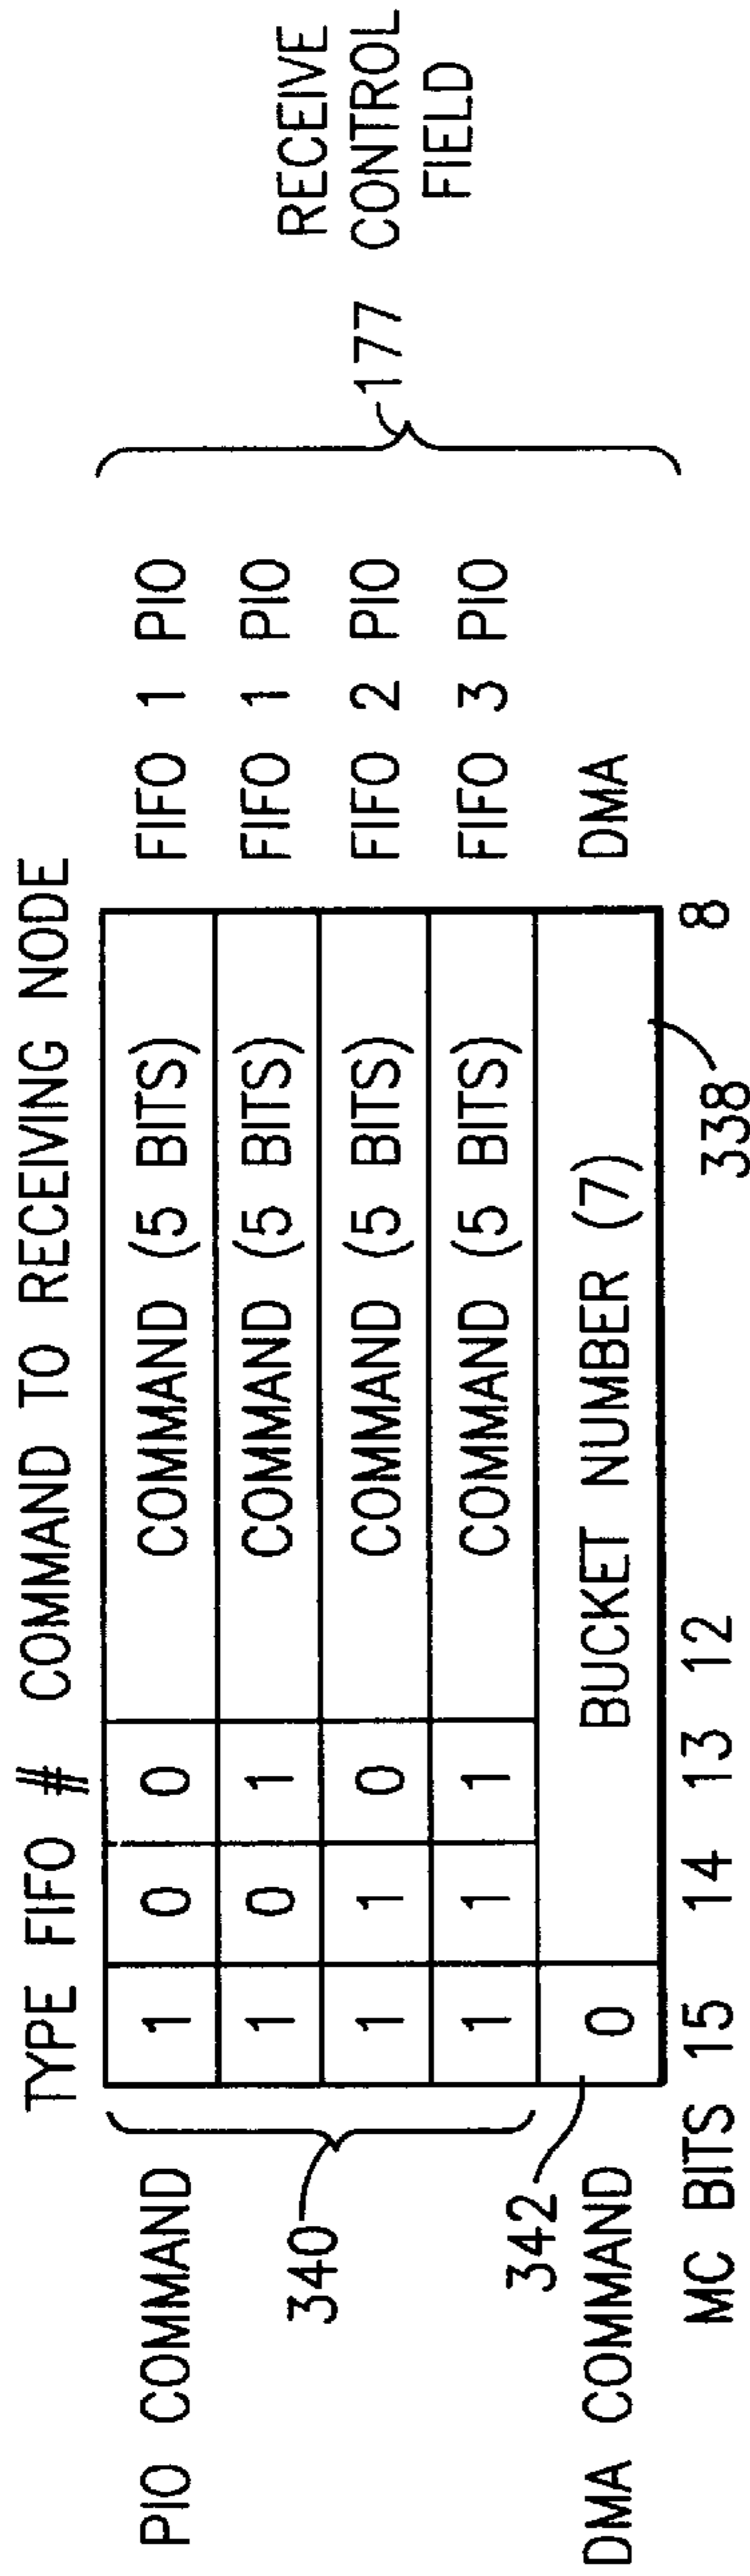 TYPE FIFO # COMMAND TO RECEIVING NODE
PIO COMMAND
1 0 0 COMMAND (5 BITS) FIFO 1 PIO
1 0 1 COMMAND (5 BITS) FIFO 1 PIO
1 1 0 COMMAND (5 BITS) FIFO 2 PIO
1 1 1 COMMAND (5 BITS) FIFO 3 PIO
340
342
DMA COMMAND 0 BUCKET NUMBER (7) DMA
MC BITS 15 14 13 12 8
338
177
RECEIVE
CONTROL
FIELD